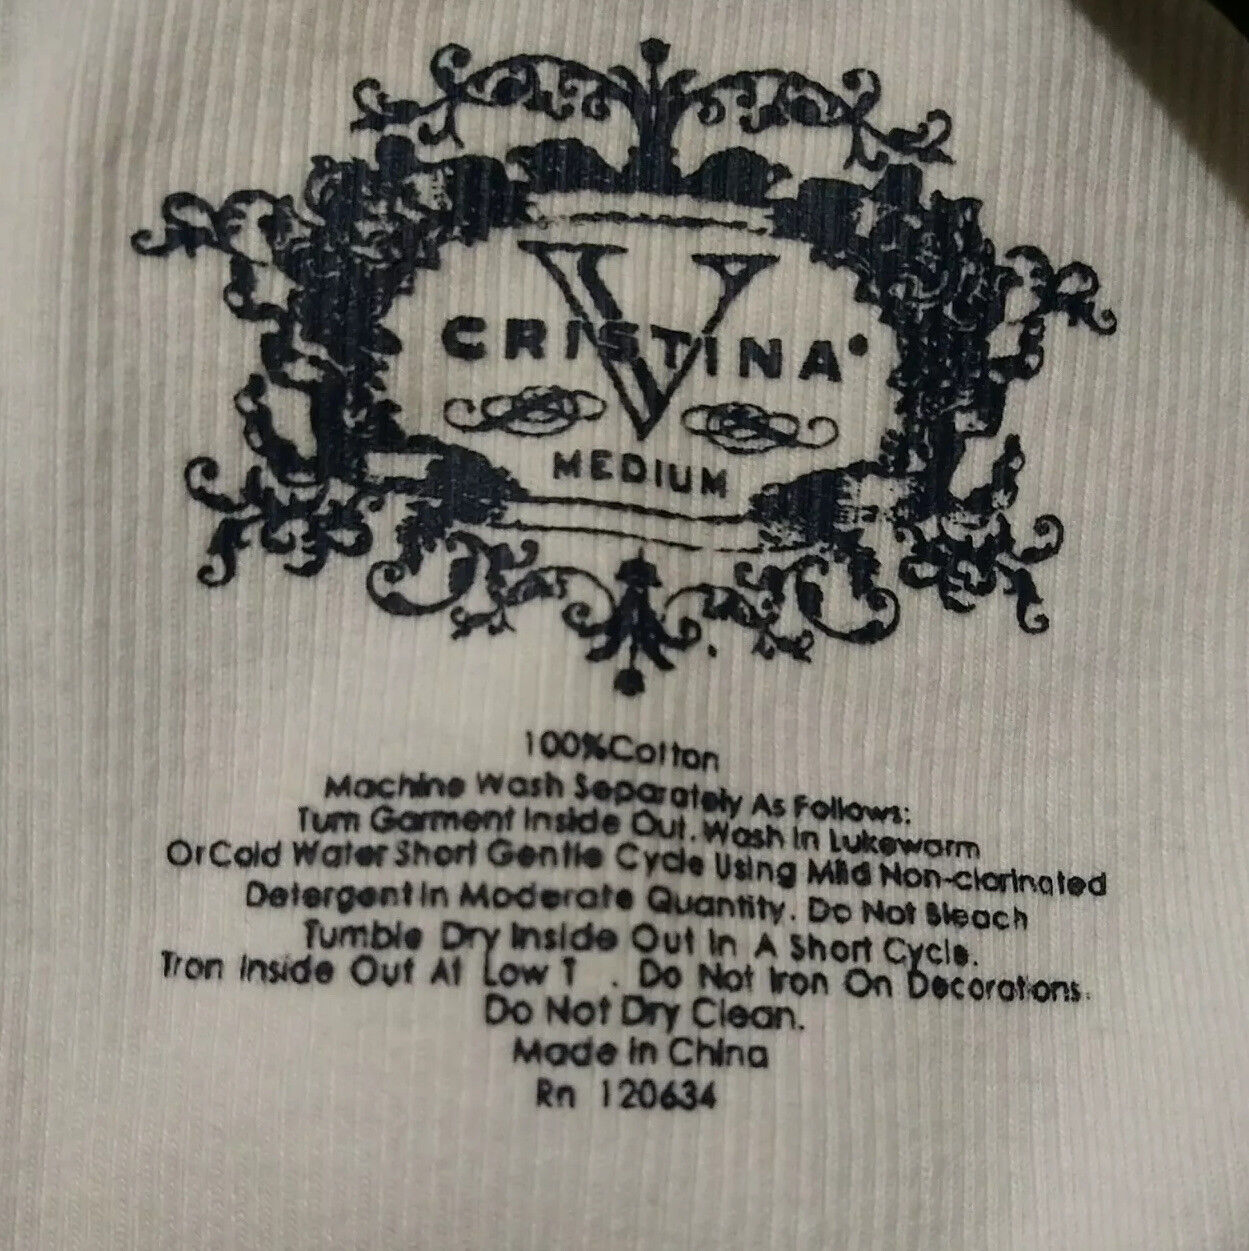 V
CRISTINA
MEDIUM
100%Cotton
Machine Wash Separately As Follows:
Turn Garment Inside Out. Wash In Lukewarm
Or Cold Water Short Gentle Cycle Using Mild Non-clorinated
Detergent In Moderate Quantity. Do Not Bleach
Tumble Dry Inside Out In A Short Cycle.
Iron Inside Out At Low T . Do Not Iron On Decorations.
Do Not Dry Clean.
Made In China
Rn 120634